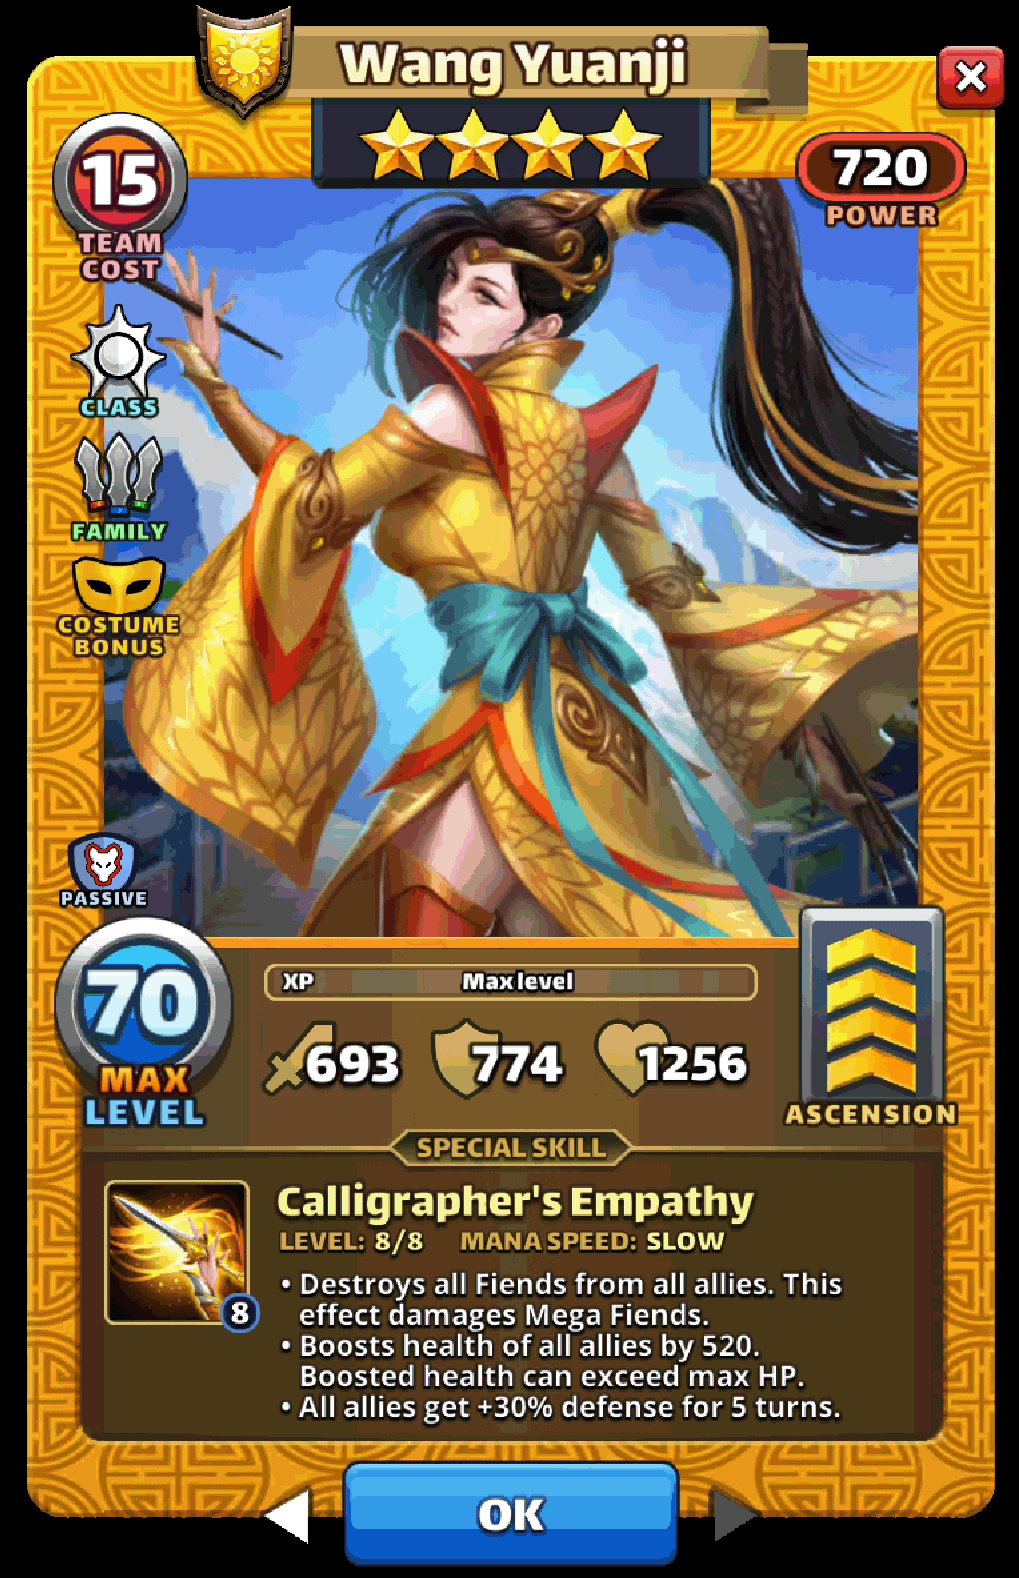 Wang Yuanji
15
TEAM
COST
720
POWER
CLASS
FAMILY
COSTUME
BONUS
PASSIVE
70
MAX
LEVEL
XP Max level
693 774 1256
ASCENSION
SPECIAL SKILL
Calligrapher's Empathy
LEVEL: 8/8 MANA SPEED: SLOW
8
• Destroys all Fiends from all allies. This
effect damages Mega Fiends.
• Boosts health of all allies by 520.
Boosted health can exceed max HP.
• All allies get +30% defense for 5 turns.
OK